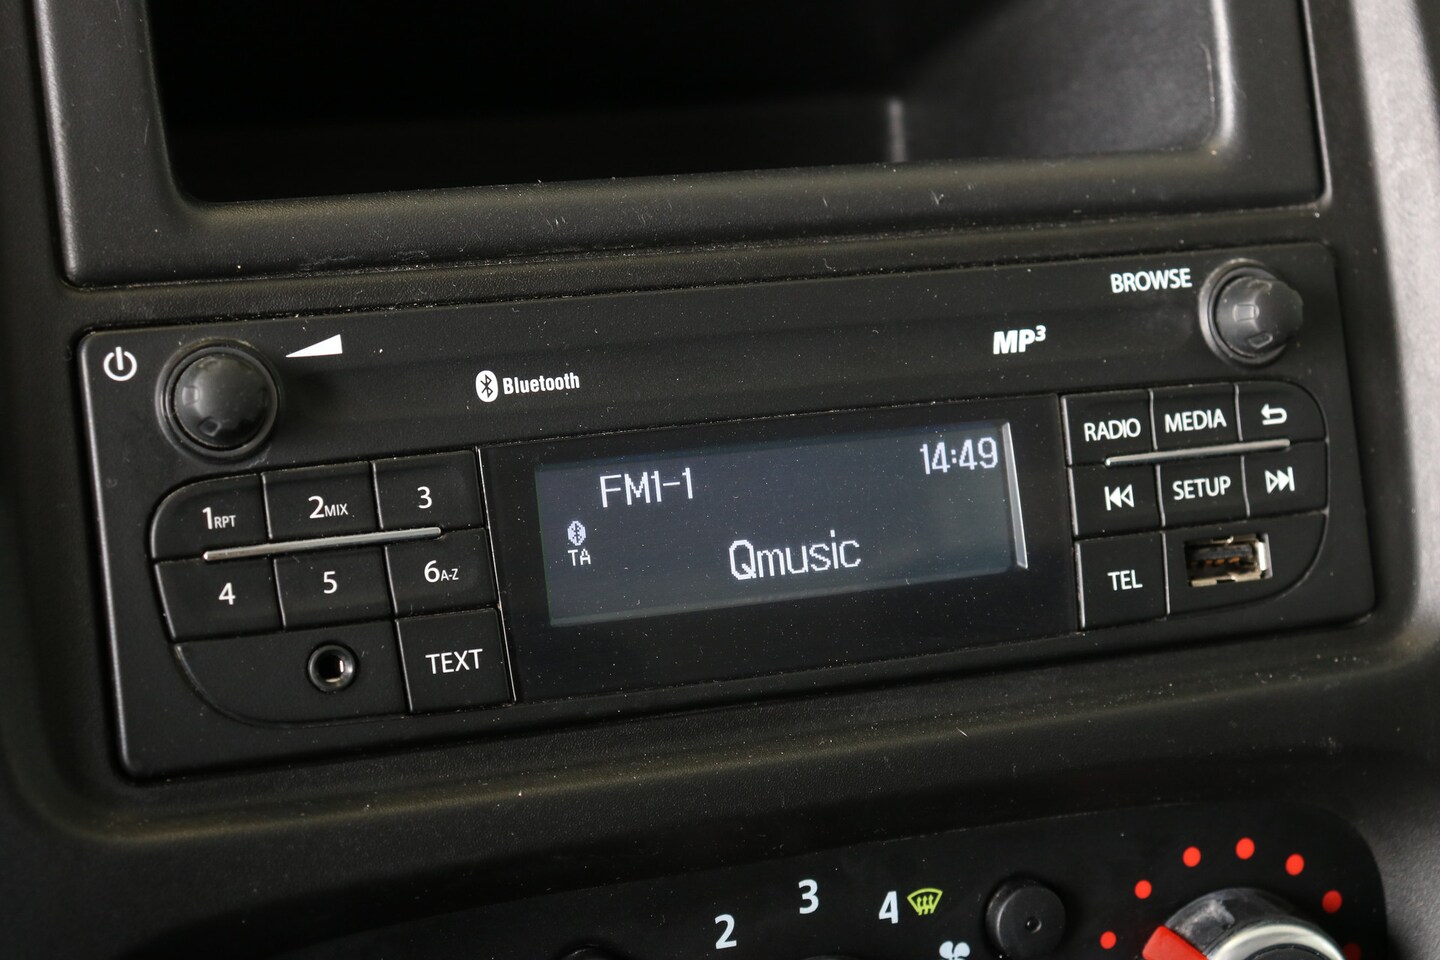 BROWSE
MP3
Bluetooth
RADIO MEDIA
1RPT 2MIX 3
FM1-1 14:49
SETUP
TA Qmusic
4 5 6A-Z
TEL
TEXT
2 3 4